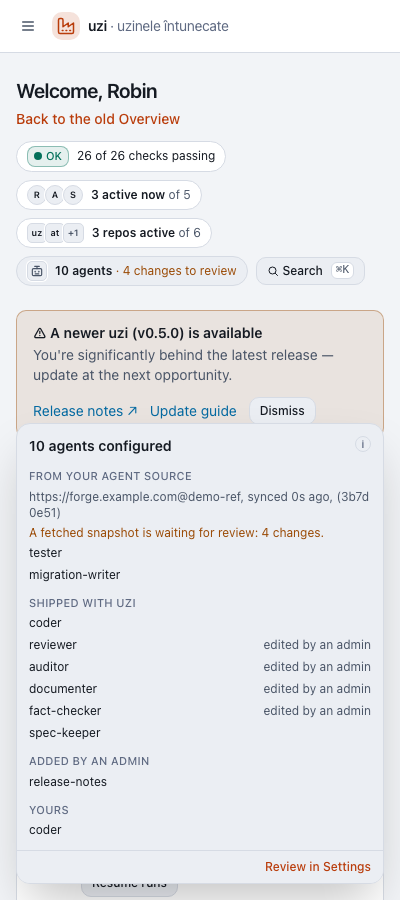 uzi · uzinele întunecate
Welcome, Robin
Back to the old Overview
OK 26 of 26 checks passing
R A S 3 active now of 5
uz at +1 3 repos active of 6
10 agents · 4 changes to review
Search ⌘K
A newer uzi (v0.5.0) is available
You're significantly behind the latest release —
update at the next opportunity.
Release notes ↗ Update guide Dismiss
10 agents configured i
FROM YOUR AGENT SOURCE
https://forge.example.com@demo-ref, synced 0s ago, (3b7d
0e51)
A fetched snapshot is waiting for review: 4 changes.
tester
migration-writer
SHIPPED WITH UZI
coder
reviewer edited by an admin
auditor edited by an admin
documenter edited by an admin
fact-checker edited by an admin
spec-keeper
ADDED BY AN ADMIN
release-notes
YOURS
coder
Review in Settings
Resume runs